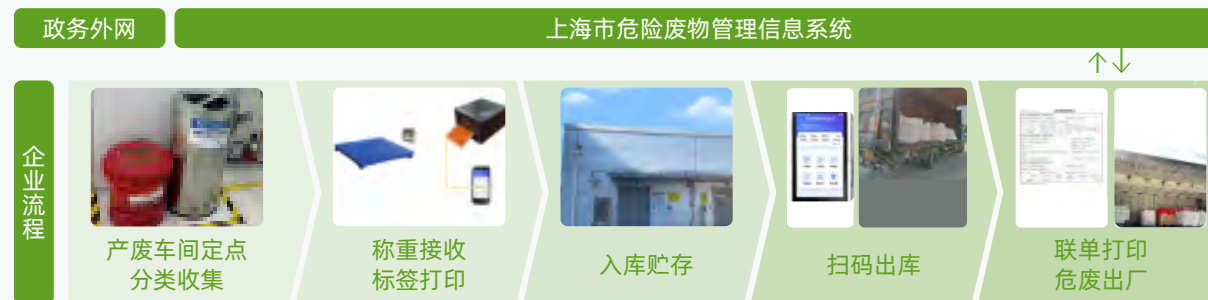 政务外网
上海市危险废物管理信息系统
企业流程
产废车间定点
分类收集
称重接收
标签打印
入库贮存
扫码出库
联单打印
危废出厂